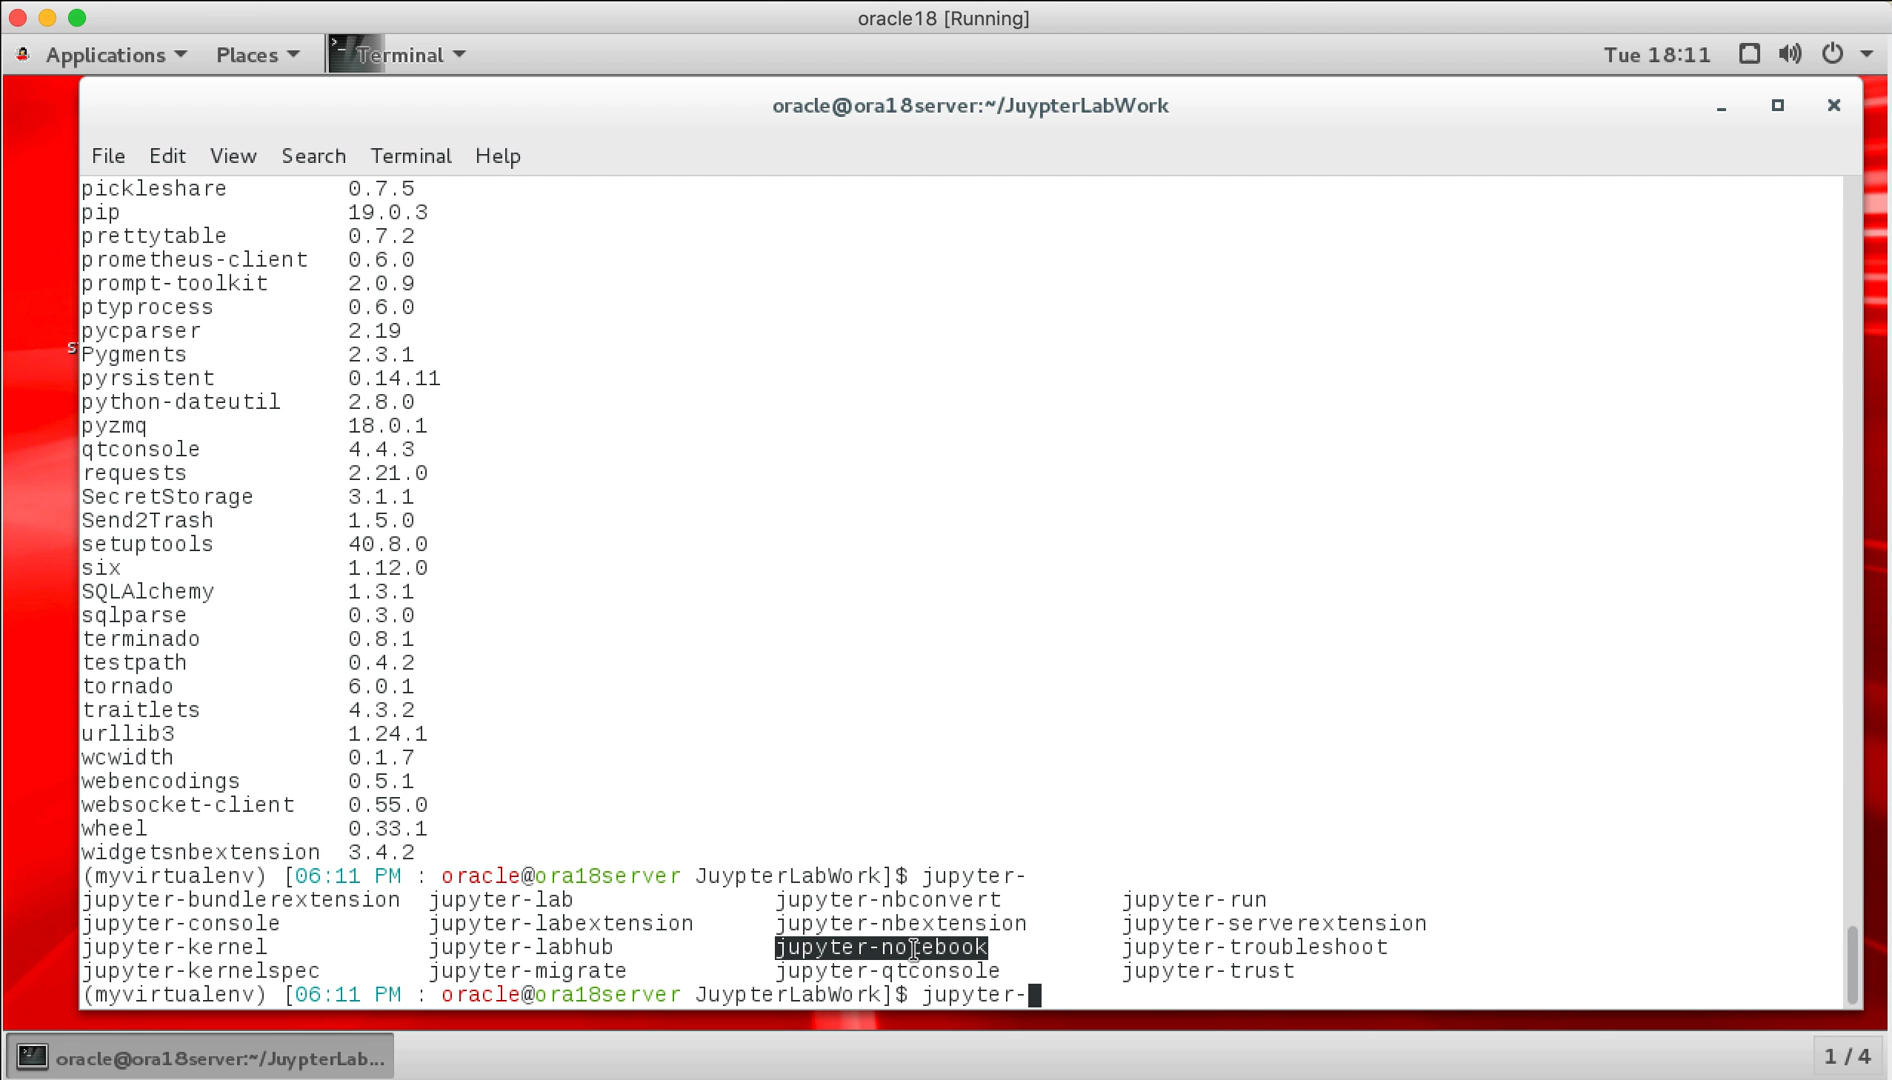 oracle18 [Running]
Applications Places Terminal Tue 18:11
oracle@ora18server:~/JuypterLabWork
File Edit View Search Terminal Help
pickleshare 0.7.5
pip 19.0.3
prettytable 0.7.2
prometheus-client 0.6.0
prompt-toolkit 2.0.9
ptyprocess 0.6.0
pycparser 2.19
s
Pygments 2.3.1
pyrsistent 0.14.11
python-dateutil 2.8.0
pyzmq 18.0.1
qtconsole 4.4.3
requests 2.21.0
SecretStorage 3.1.1
Send2Trash 1.5.0
setuptools 40.8.0
six 1.12.0
SQLAlchemy 1.3.1
sqlparse 0.3.0
terminado 0.8.1
testpath 0.4.2
tornado 6.0.1
traitlets 4.3.2
urllib3 1.24.1
wcwidth 0.1.7
webencodings 0.5.1
websocket-client 0.55.0
wheel 0.33.1
widgetsnbextension 3.4.2
(myvirtualenv) [06:11 PM : oracle@ora18server JuypterLabWork]$ jupyter-
jupyter-bundlerextension jupyter-lab jupyter-nbconvert jupyter-run
jupyter-console jupyter-labextension jupyter-nbextension jupyter-serverextension
jupyter-kernel jupyter-labhub jupyter-notebook jupyter-troubleshoot
jupyter-kernelspec jupyter-migrate jupyter-qtconsole jupyter-trust
(myvirtualenv) [06:11 PM : oracle@ora18server JuypterLabWork]$ jupyter-
oracle@ora18server:~/JuypterLab... 1 / 4